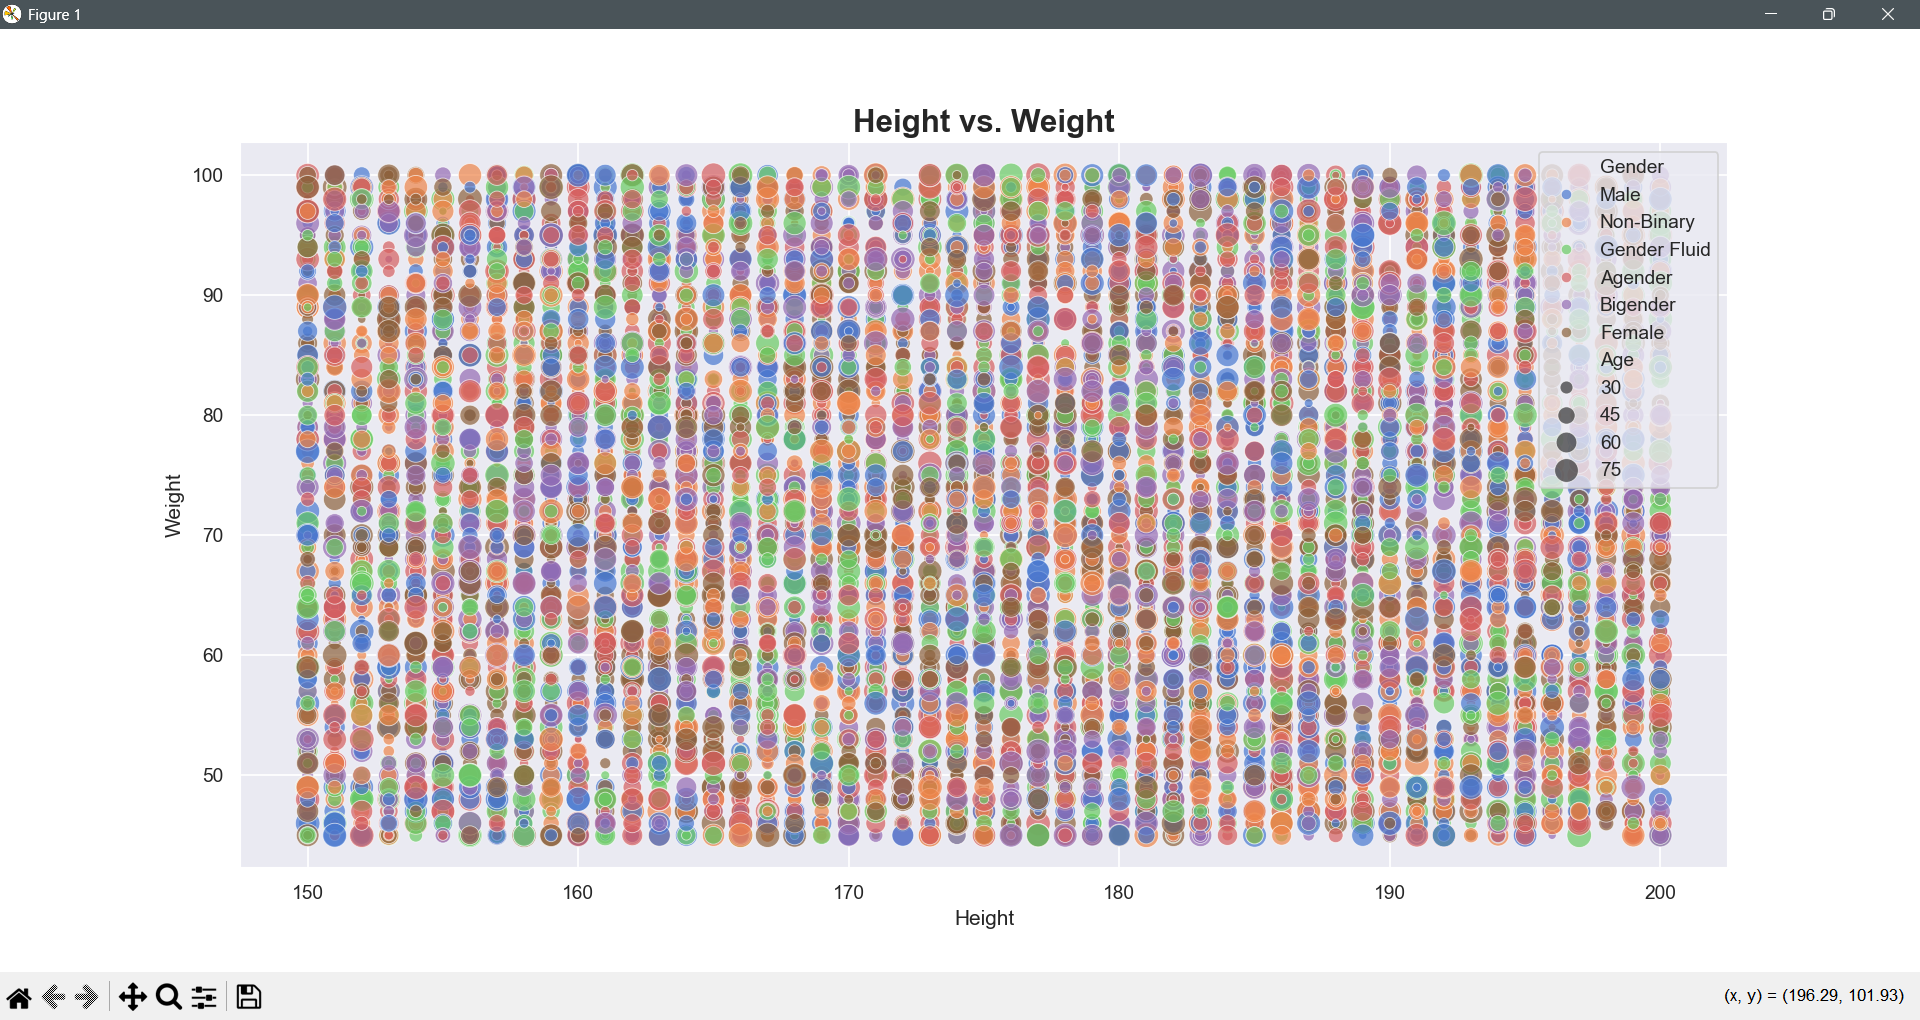 Figure 1
Height vs. Weight
Gender
Male
Non-Binary
Gender Fluid
Agender
Bigender
Female
Age
30
45
60
75
100
90
80
70
60
50
Weight
150 160 170 180 190 200
Height
(x, y) = (196.29, 101.93)